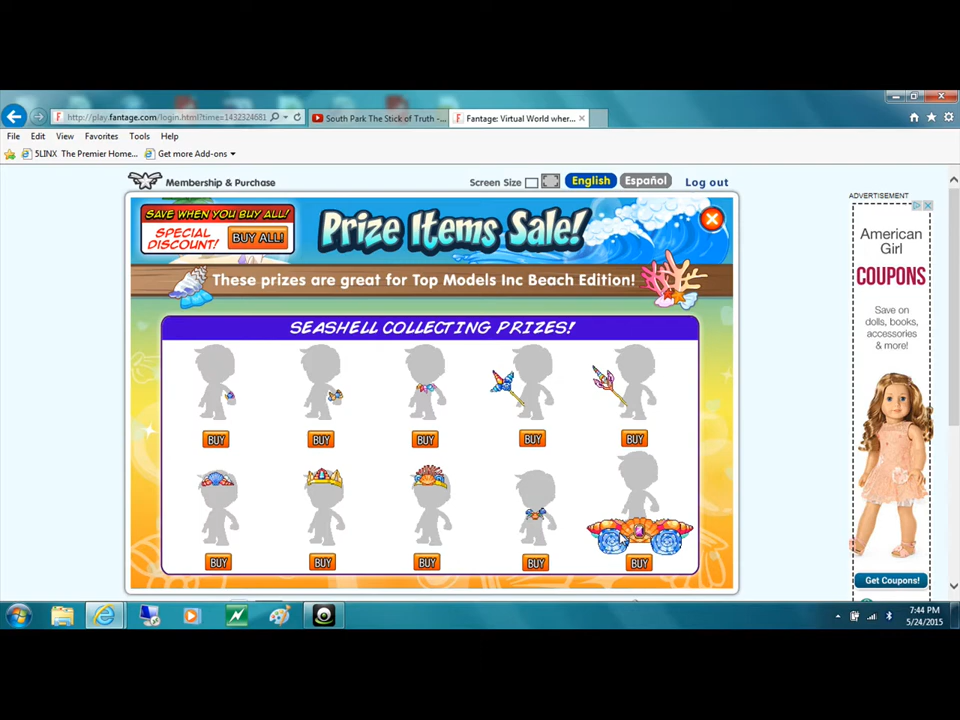 http://play.fantage.com/login.html?time=1432324681
South Park The Stick of Truth -...
Fantage: Virtual World wher...
File Edit View Favorites Tools Help
5LINX The Premier Home...
Get more Add-ons
Membership & Purchase
Screen Size
English
Español
Log out
SAVE WHEN YOU BUY ALL!
SPECIAL DISCOUNT!
BUY ALL!
Prize Items Sale!
These prizes are great for Top Models Inc Beach Edition!
SEASHELL COLLECTING PRIZES!
BUY BUY BUY BUY BUY
BUY BUY BUY BUY BUY
ADVERTISEMENT
American
Girl
COUPONS
Save on
dolls, books,
accessories
& more!
Get Coupons!
7:44 PM
5/24/2015